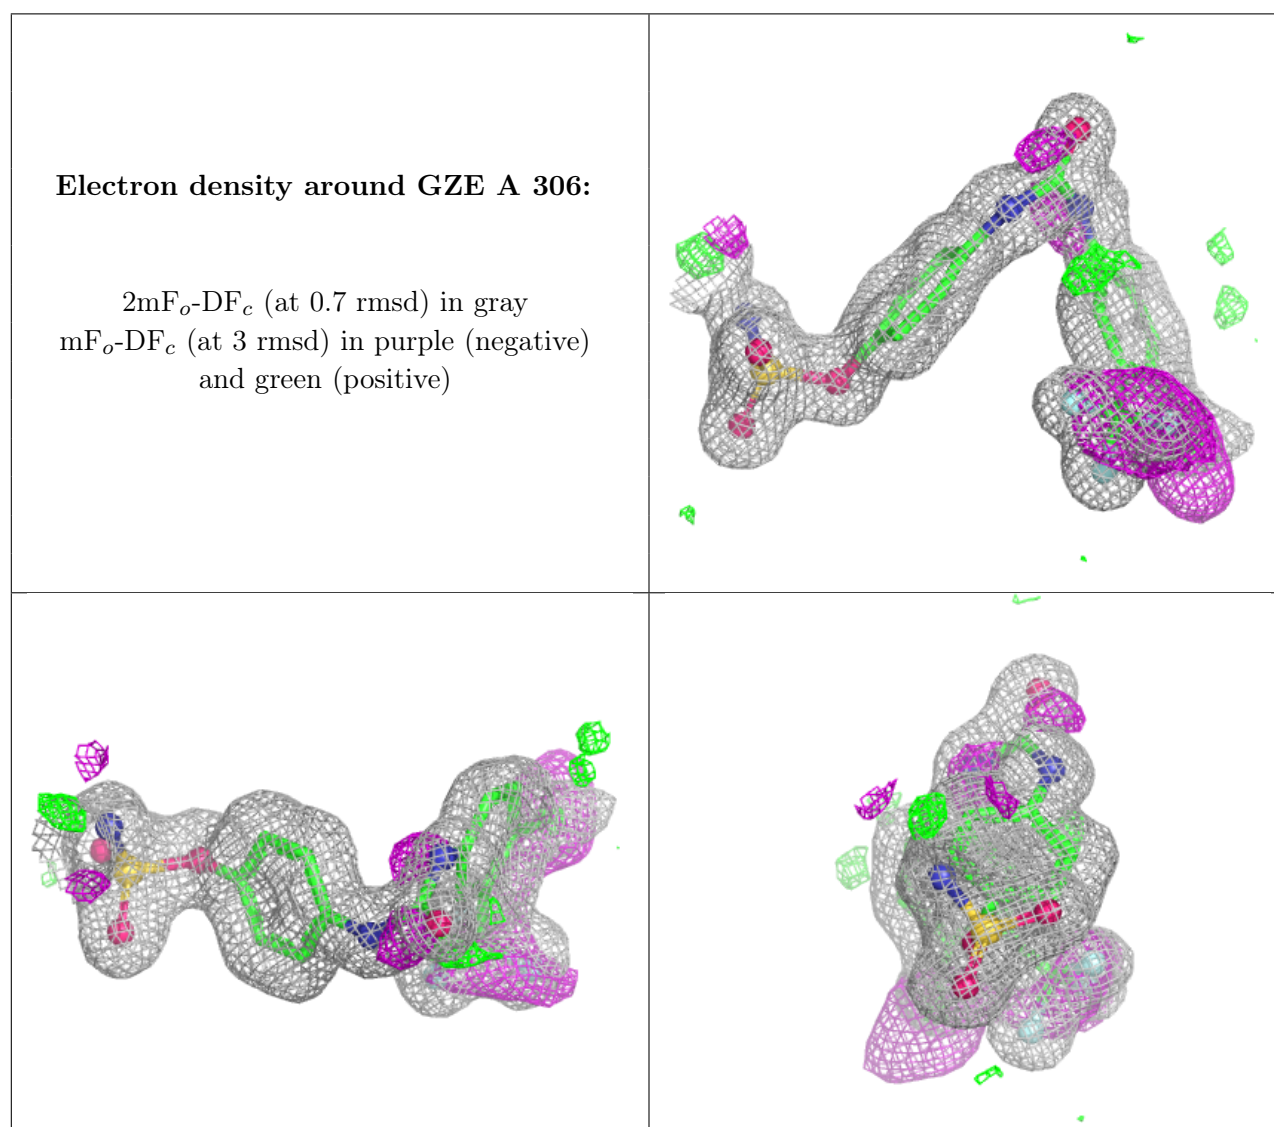 Electron density around GZE A 306:
2mFo-DFc (at 0.7 rmsd) in gray
mFo-DFc (at 3 rmsd) in purple (negative)
and green (positive)